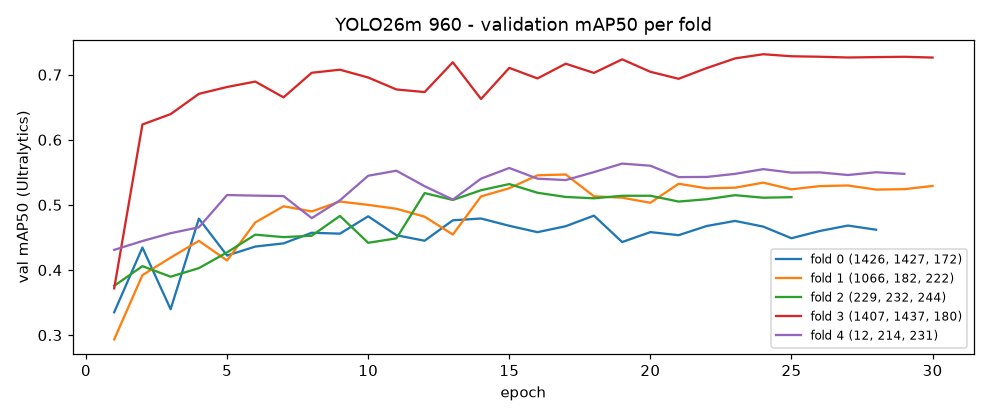 YOLO26m 960 - validation mAP50 per fold
val mAP50 (Ultralytics)
0.7
0.6
0.5
0.4
0.3
0
5
10
15
20
25
30
epoch
fold 0 (1426, 1427, 172)
fold 1 (1066, 182, 222)
fold 2 (229, 232, 244)
fold 3 (1407, 1437, 180)
fold 4 (12, 214, 231)